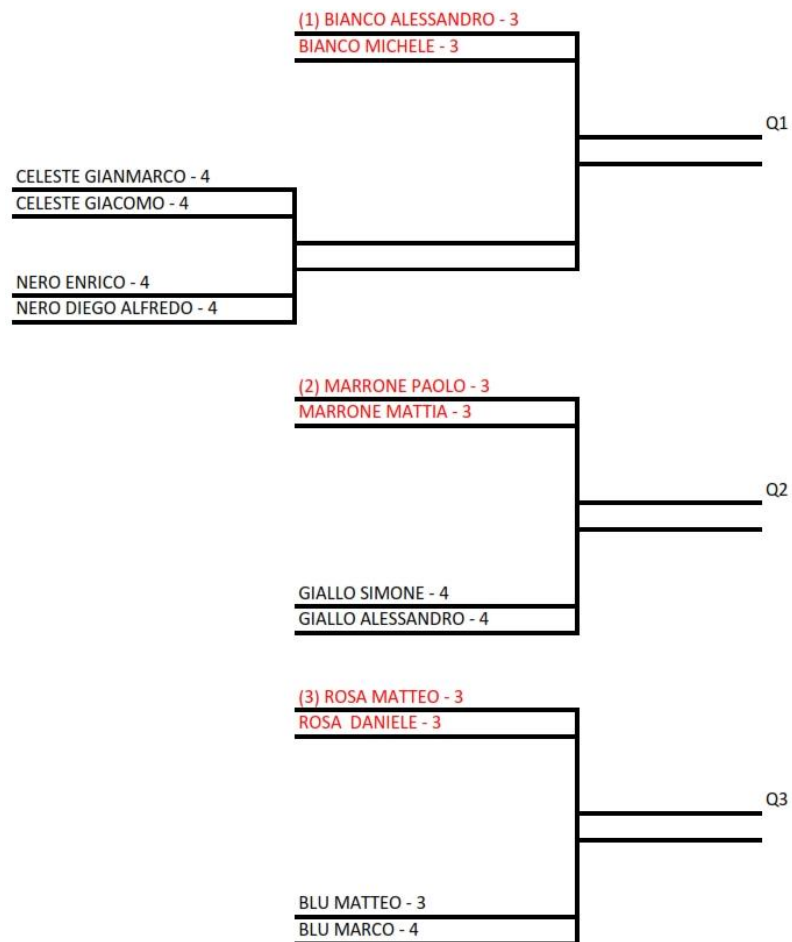 (1) BIANCO ALESSANDRO - 3
BIANCO MICHELE - 3
Q1
CELESTE GIANMARCO - 4
CELESTE GIACOMO - 4
NERO ENRICO - 4
NERO DIEGO ALFREDO - 4
(2) MARRONE PAOLO - 3
MARRONE MATTIA - 3
Q2
GIALLO SIMONE - 4
GIALLO ALESSANDRO - 4
(3) ROSA MATTEO - 3
ROSA  DANIELE - 3
Q3
BLU MATTEO - 3
BLU MARCO - 4